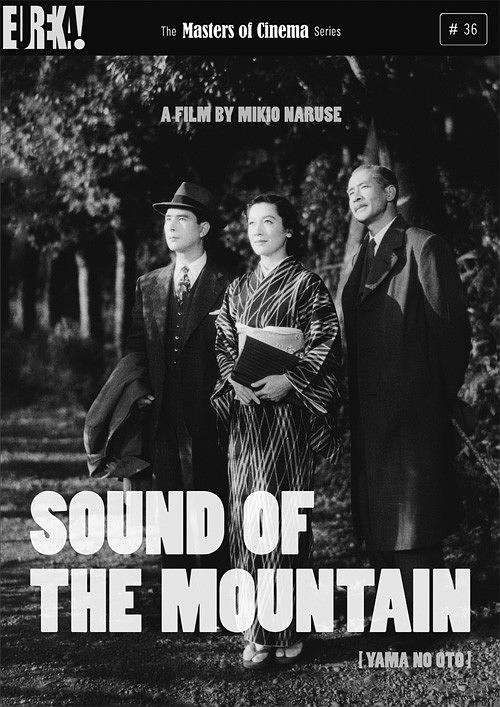 EUREKA!
The Masters of Cinema Series
# 36
A FILM BY MIKIO NARUSE
SOUND OF
THE MOUNTAIN
[YAMA NO OTO]